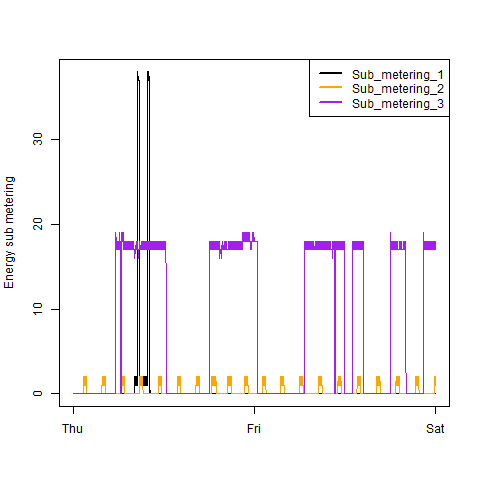 Sub_metering_1
Sub_metering_2
Sub_metering_3
Energy sub metering
30
20
10
0
Thu Fri Sat